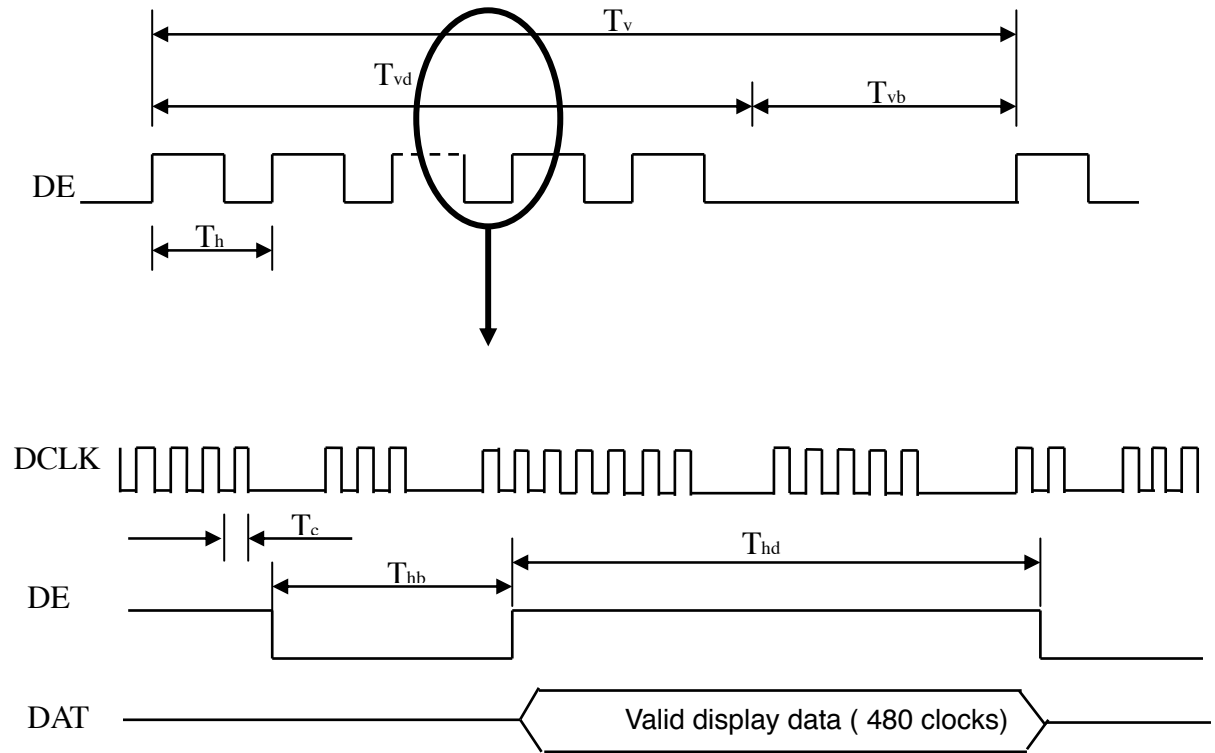 Tv
Tvd
Tvb
DE
Th
DCLK
Tc
Thd
Thb
DE
DAT
Valid display data ( 480 clocks)